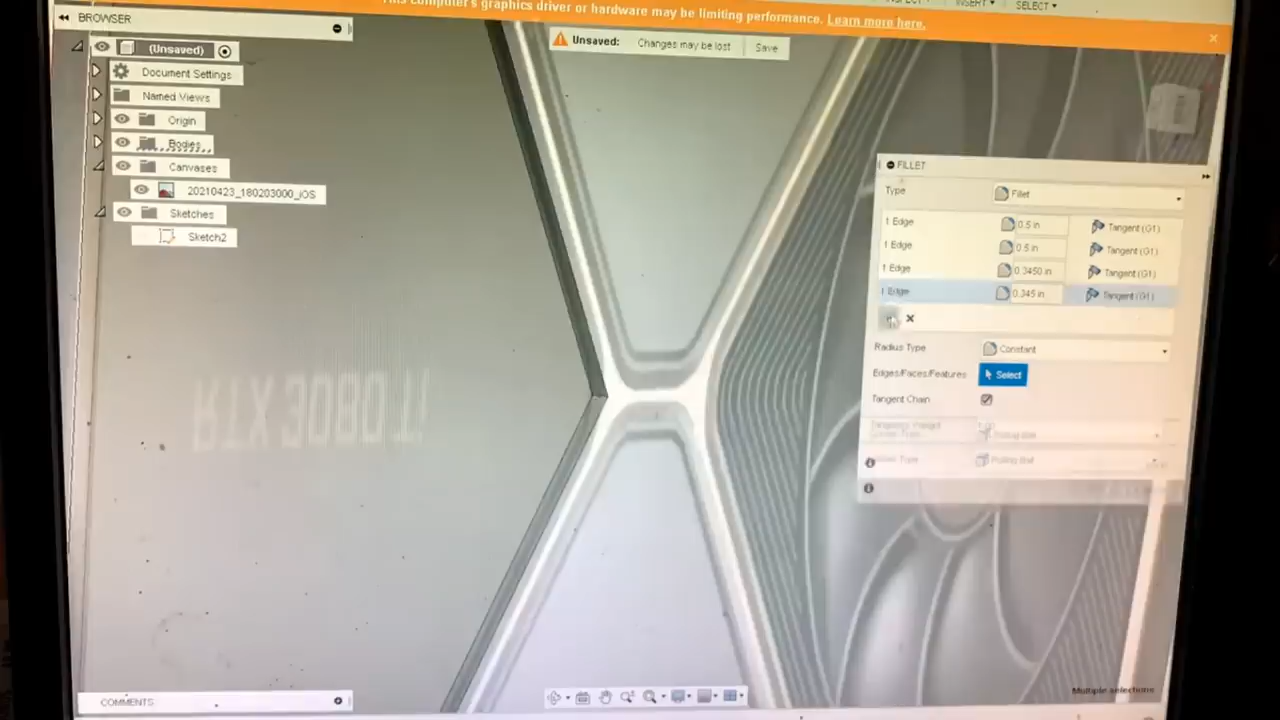 INSERT
SELECT
This computer's graphics driver or hardware may be limiting performance. Learn more here.
BROWSER
Unsaved: Changes may be lost Save
(Unsaved)
Document Settings
Named Views
Origin
Bodies
Canvases
20210423_180203000_iOS
Sketches
Sketch2
RTX 3080 Ti
FILLET
Type Fillet
1 Edge 0.5 in Tangent (G1)
1 Edge 0.5 in Tangent (G1)
1 Edge 0.3450 in Tangent (G1)
1 Edge 0.345 in Tangent (G1)
Radius Type Constant
Edges/Faces/Features Select
Tangent Chain
Rolling Ball
Rolling Ball
Multiple selections
COMMENTS